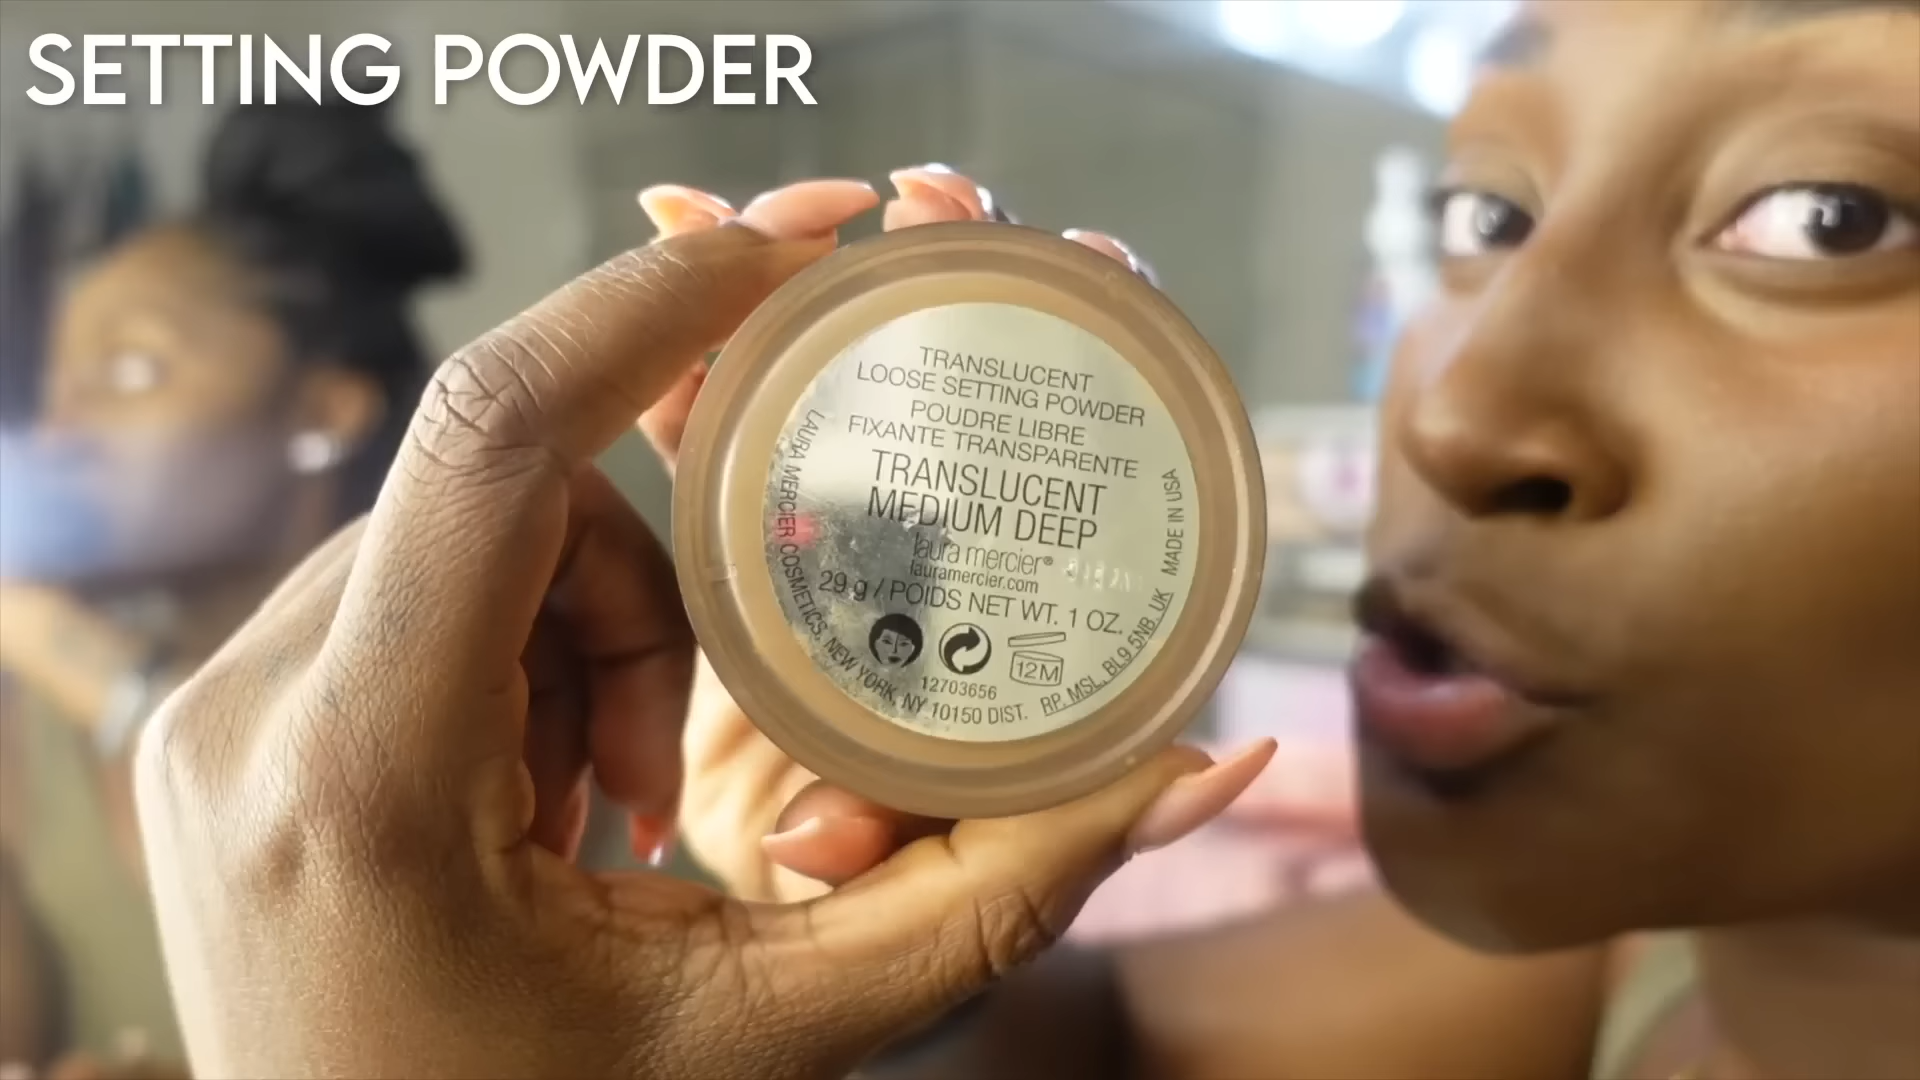 SETTING POWDER
TRANSLUCENT
LOOSE SETTING POWDER
POUDRE LIBRE
FIXANTE TRANSPARENTE
TRANSLUCENT
MEDIUM DEEP
laura mercier®
lauramercier.com
29 g / POIDS NET WT. 1 OZ.
12M
12703656
LAURA MERCIER COSMETICS, NEW YORK, NY 10150 DIST.
RP. MSL, BL9 5NB, UK
MADE IN USA